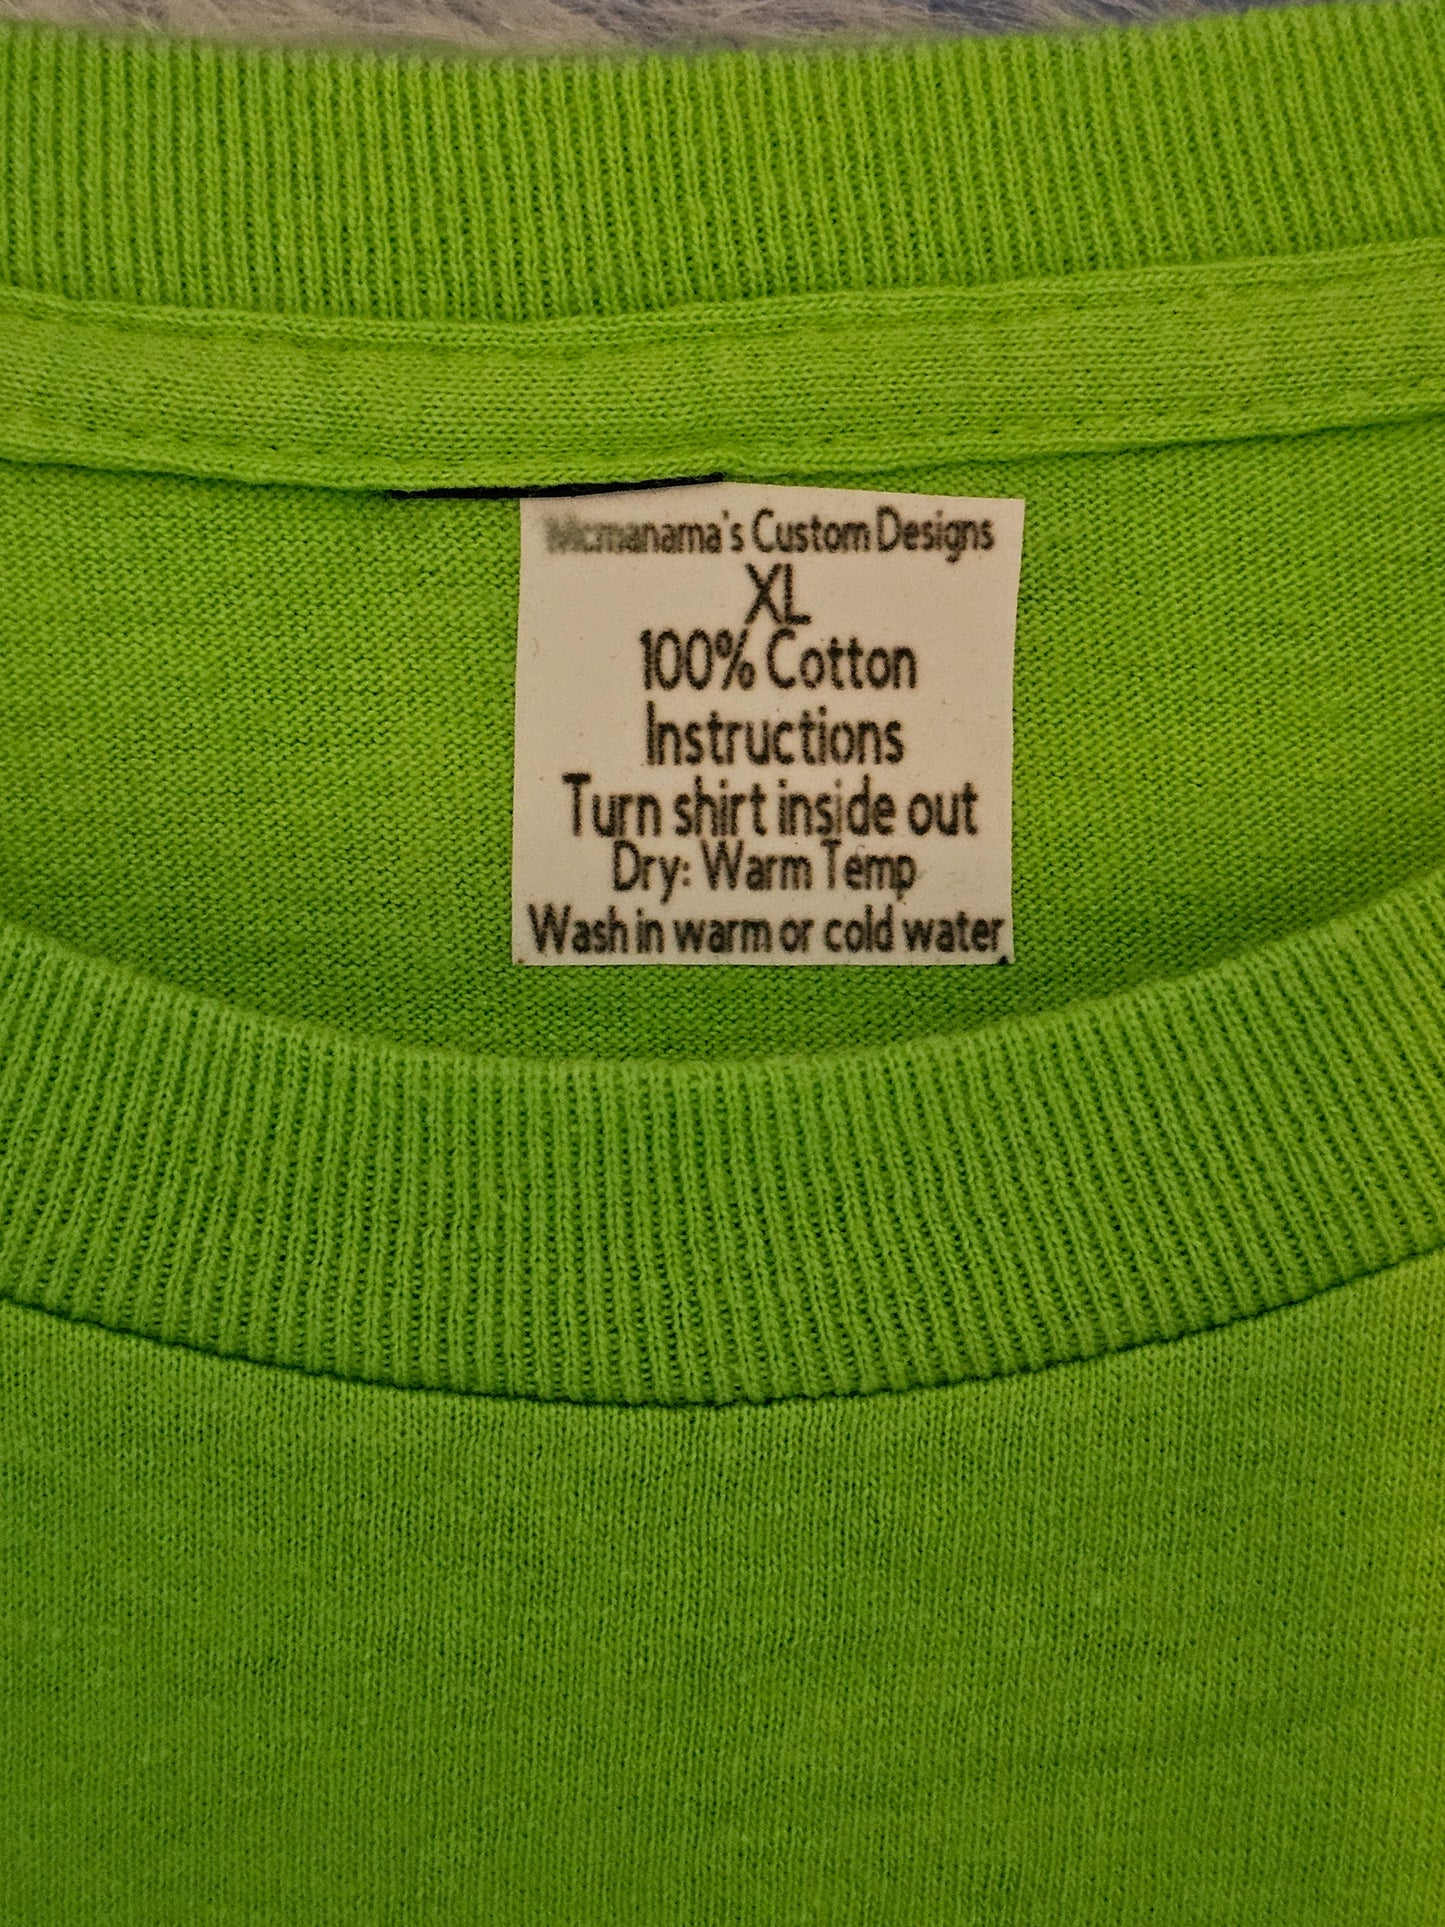 Mcmanama's Custom Designs
XL
100% Cotton
Instructions
Turn shirt inside out
Dry: Warm Temp
Wash in warm or cold water